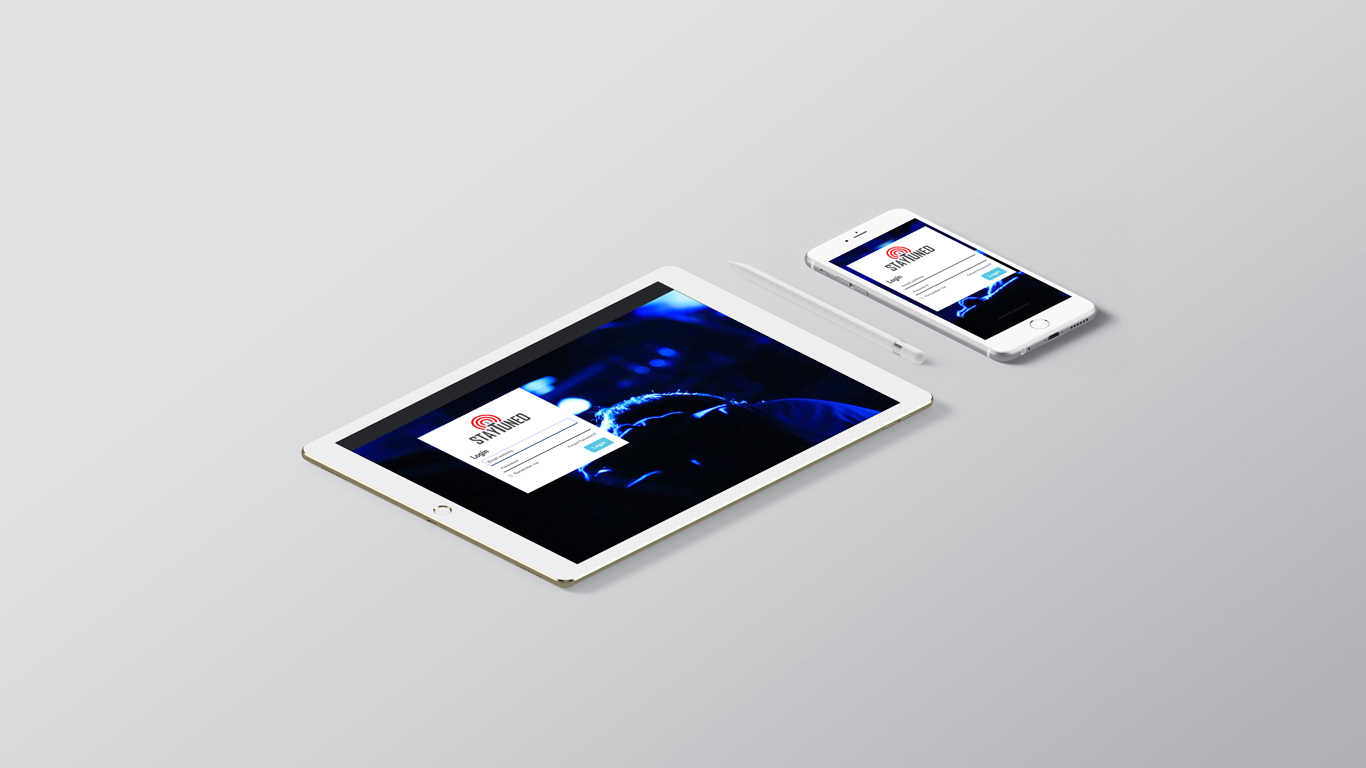 STAYTUNED
Login
Email address
Password
Remember me
Forgot Password?
Login
STAYTUNED
Login
Email address
Password
Remember me
Forgot Password?
Login